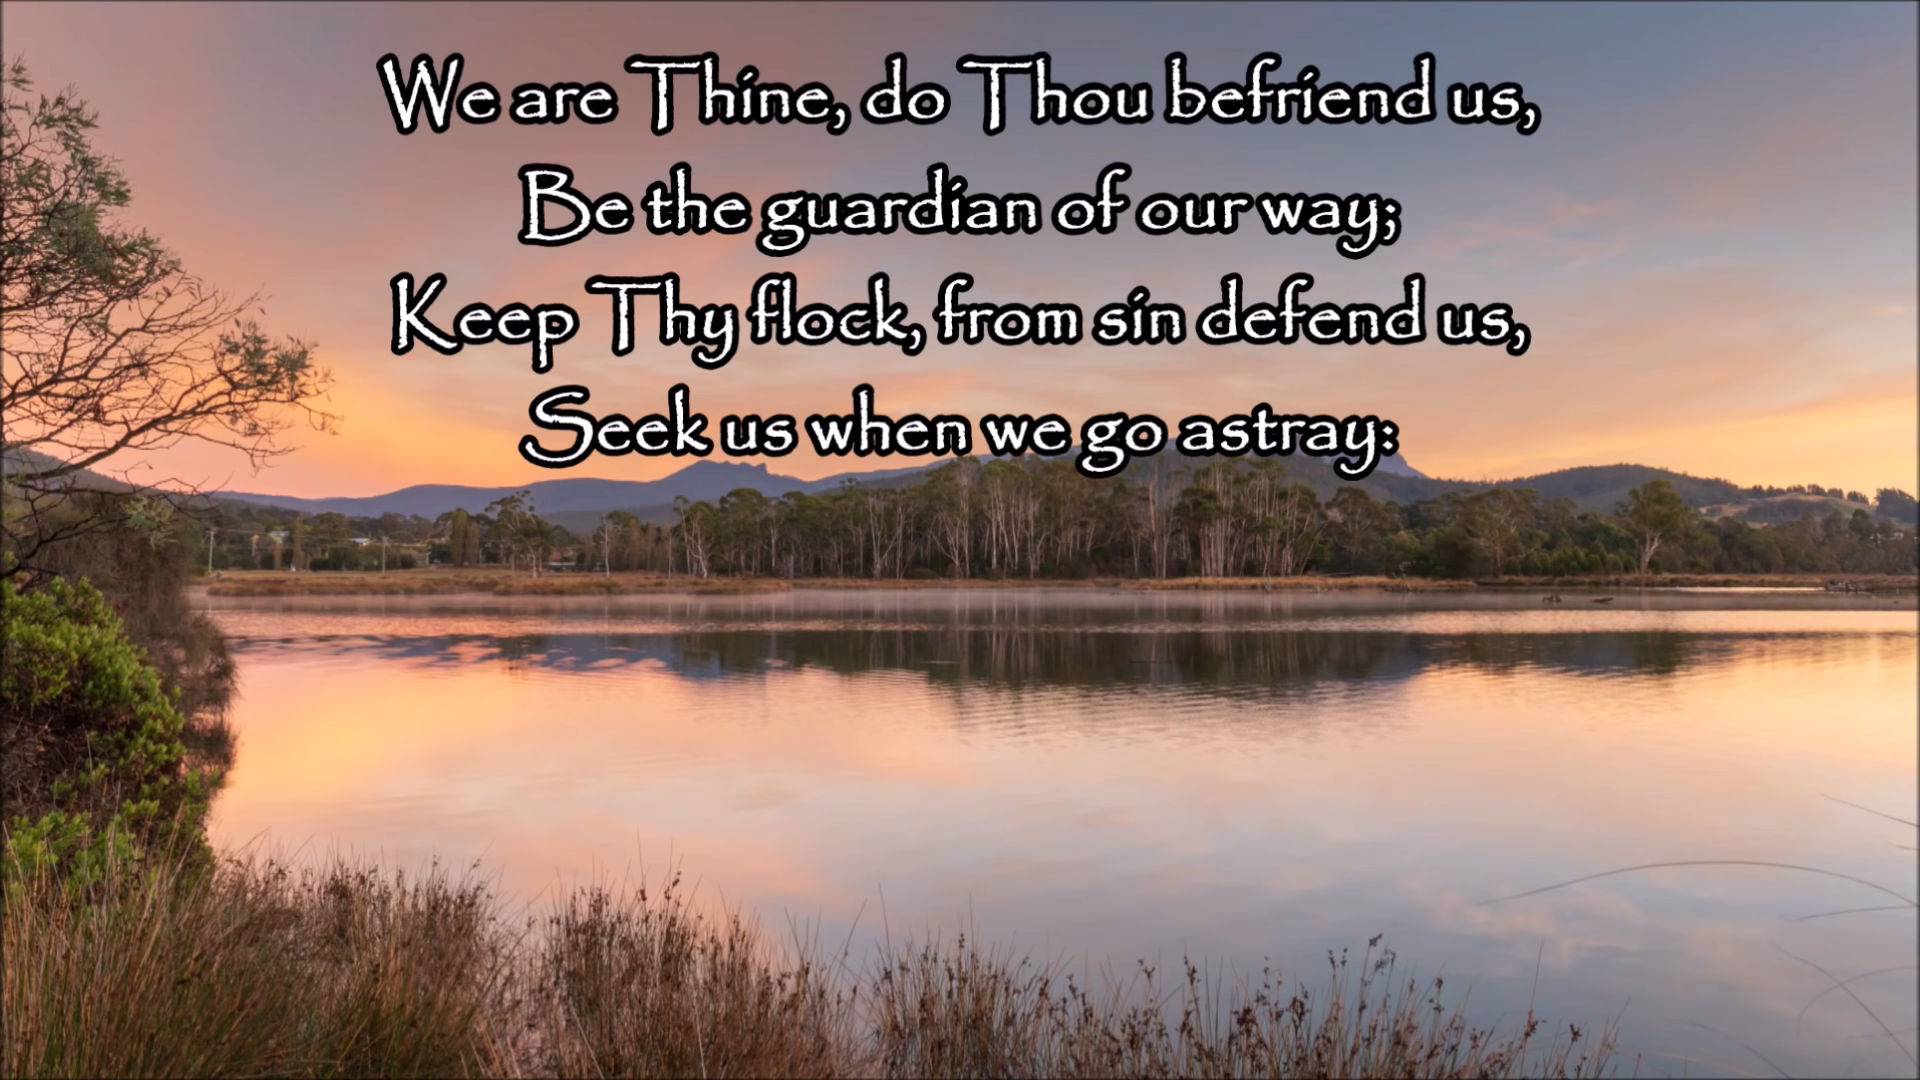 We are Thine, do Thou befriend us,
Be the guardian of our way;
Keep Thy flock, from sin defend us,
Seek us when we go astray: